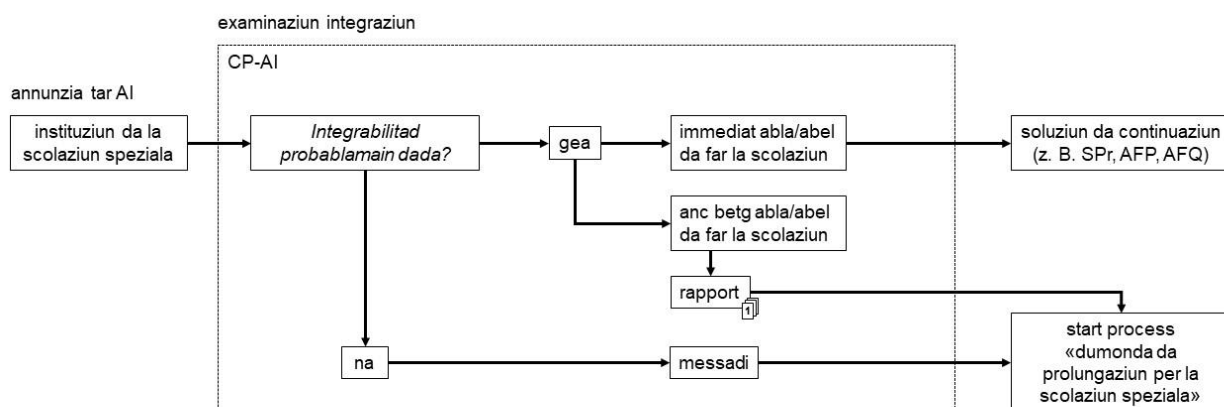 examinaziun integraziun
CP-AI
annunzia tar AI
instituziun da la
scolaziun speziala
Integrabilitad
probablamain dada?
gea
immediat abla/abel
da far la scolaziun
soluziun da continuaziun
(z. B. SPr, AFP, AFQ)
anc betg abla/abel
da far la scolaziun
rapport
1
na
messadi
start process
«dumonda da
prolungaziun per la
scolaziun speziala»